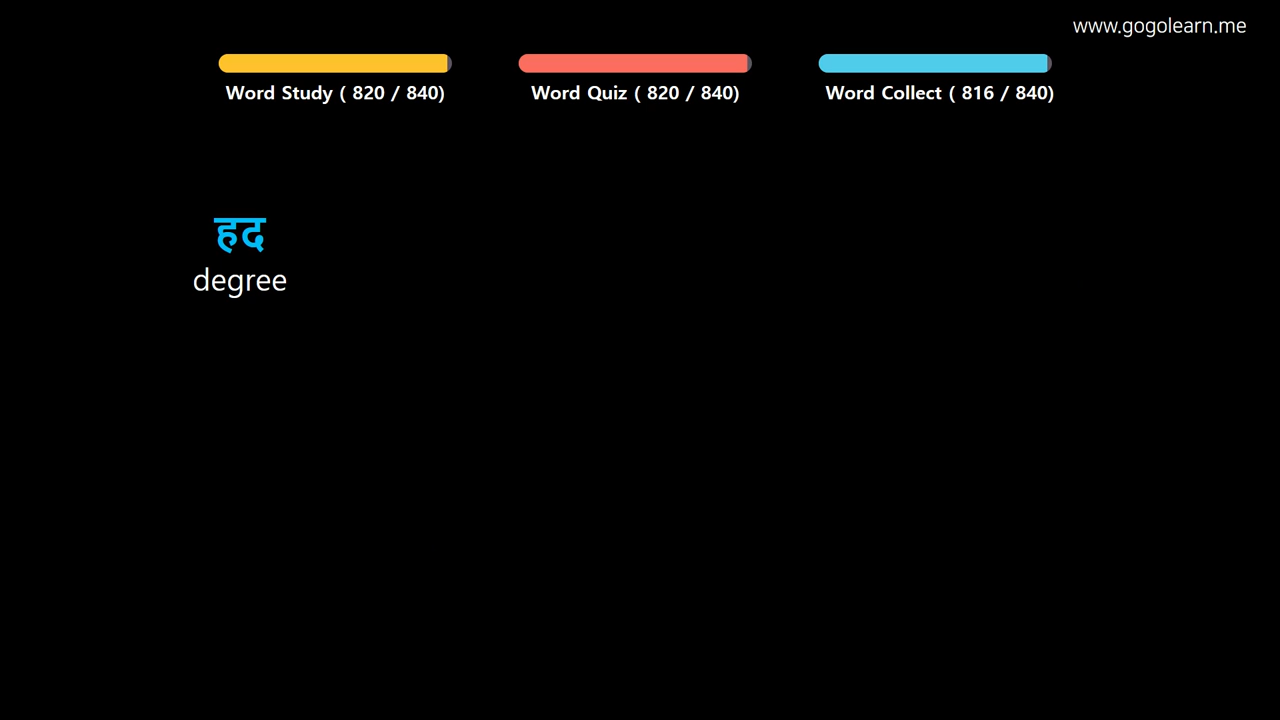 www.gogolearn.me
Word Study ( 820 / 840)
Word Quiz ( 820 / 840)
Word Collect ( 816 / 840)
हद
degree